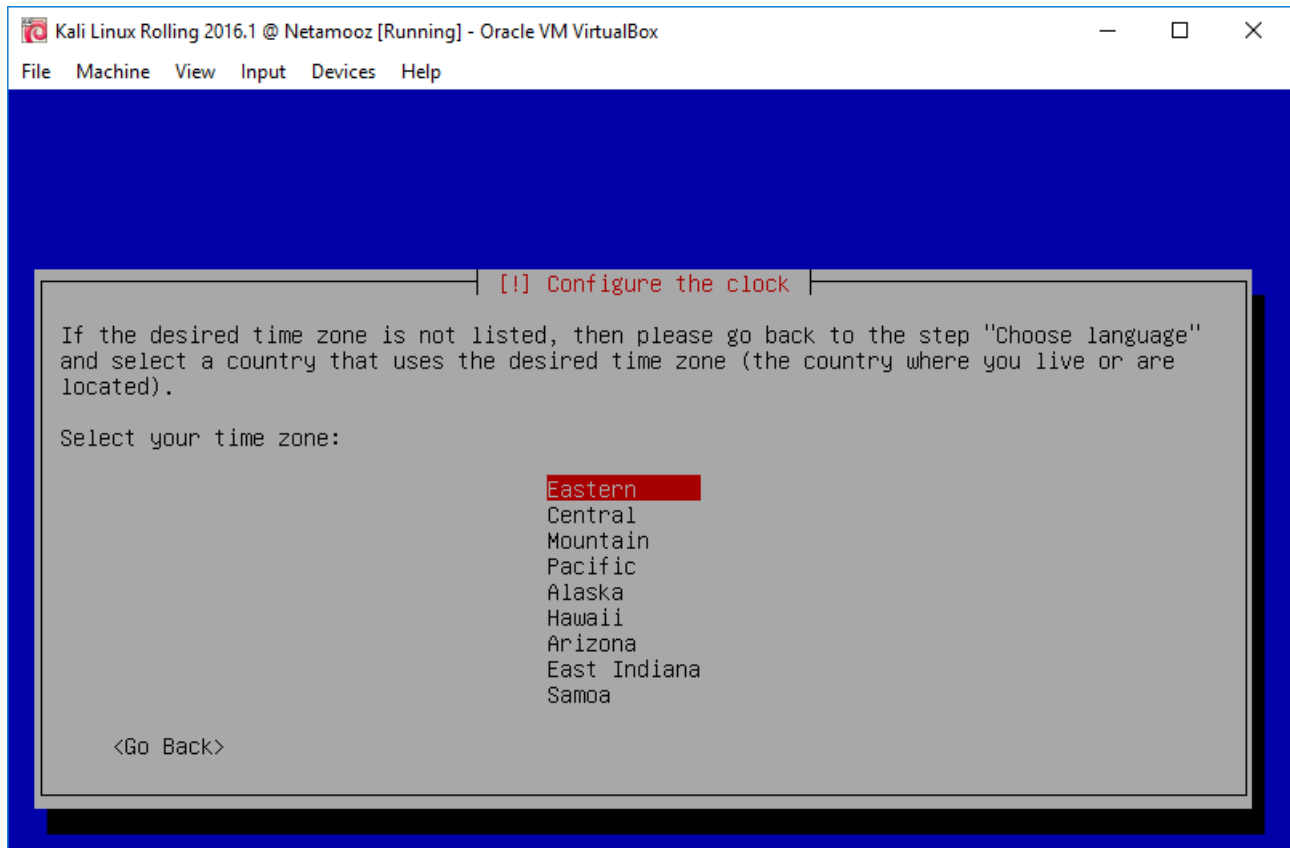 Kali Linux Rolling 2016.1 @ Netamooz [Running] - Oracle VM VirtualBox
File Machine View Input Devices Help
[!] Configure the clock
If the desired time zone is not listed, then please go back to the step "Choose language"
and select a country that uses the desired time zone (the country where you live or are
located).
Select your time zone:
Eastern
Central
Mountain
Pacific
Alaska
Hawaii
Arizona
East Indiana
Samoa
<Go Back>